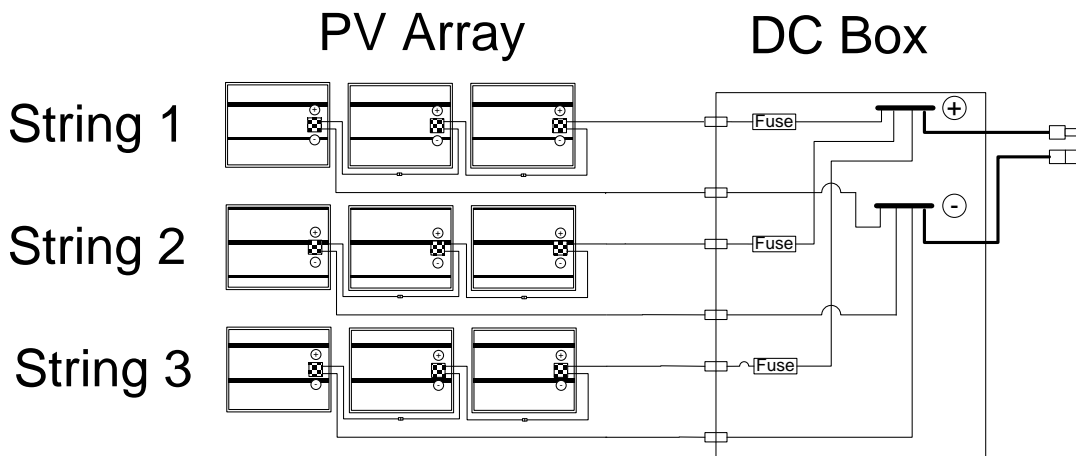 PV Array
DC Box
String 1
+ + +
- - -
Fuse
+
String 2
+ + +
- - -
Fuse
-
String 3
+ + +
- - -
Fuse